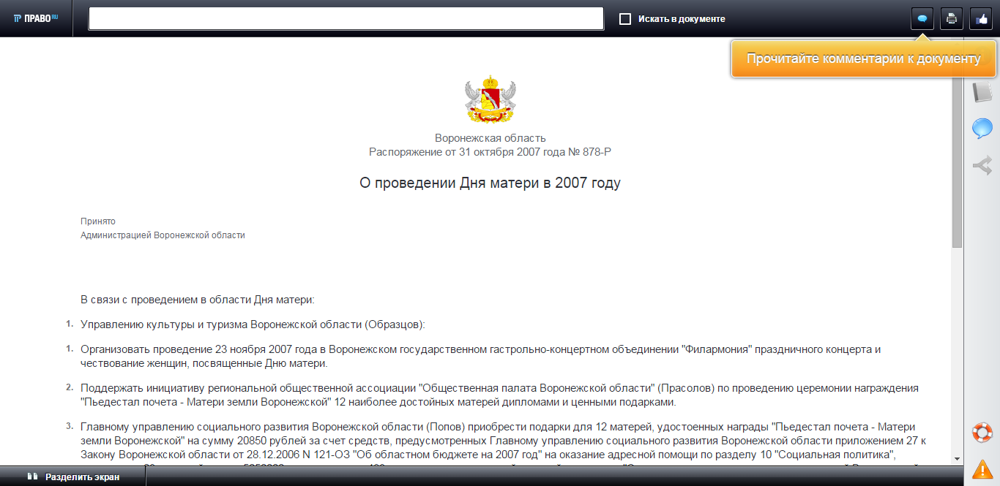 ПРАВО RU
Искать в документе
Прочитайте комментарии к документу
Воронежская область
Распоряжение от 31 октября 2007 года № 878-Р
О проведении Дня матери в 2007 году
Принято
Администрацией Воронежской области
В связи с проведением в области Дня матери:
1. Управлению культуры и туризма Воронежской области (Образцов):
1. Организовать проведение 23 ноября 2007 года в Воронежском государственном гастрольно-концертном объединении "Филармония" праздничного концерта и
чествование женщин, посвященные Дню матери.
2. Поддержать инициативу региональной общественной ассоциации "Общественная палата Воронежской области" (Прасолов) по проведению церемонии награждения
"Пьедестал почета - Матери земли Воронежской" 12 наиболее достойных матерей дипломами и ценными подарками.
3. Главному управлению социального развития Воронежской области (Попов) приобрести подарки для 12 матерей, удостоенных награды "Пьедестал почета - Матери
земли Воронежской" на сумму 20850 рублей за счет средств, предусмотренных Главному управлению социального развития Воронежской области приложением 27 к
Закону Воронежской области от 28.12.2006 N 121-ОЗ "Об областном бюджете на 2007 год" на оказание адресной помощи по разделу 10 "Социальная политика",
Разделить экран